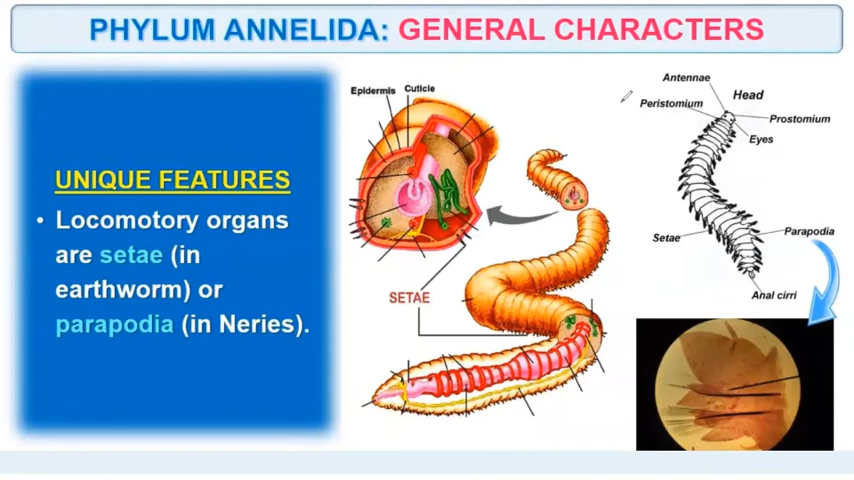 PHYLUM ANNELIDA: GENERAL CHARACTERS
UNIQUE FEATURES
• Locomotory organs
are setae (in
earthworm) or
parapodia (in Neries).
Epidermis Cuticle
SETAE
Antennae
Head
Peristomium
Prostomium
Eyes
Setae
Parapodia
Anal cirri